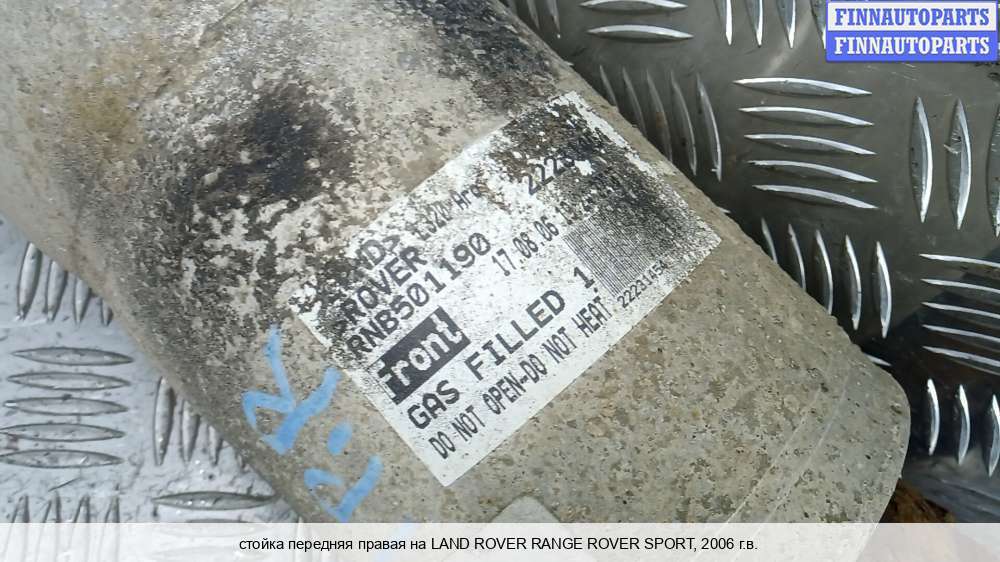 FINNAUTOPARTS
FINNAUTOPARTS
ROVER
RNB501190
17.08.06
front
GAS FILLED 1
DO NOT OPEN-DO NOT HEAT
стойка передняя правая на LAND ROVER RANGE ROVER SPORT, 2006 г.в.